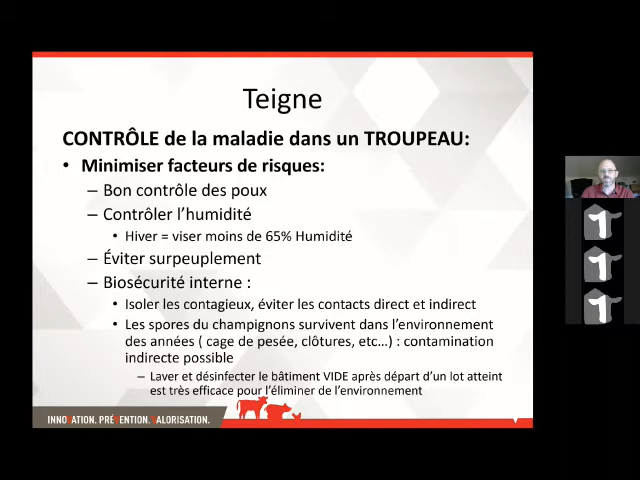 Teigne
CONTRÔLE de la maladie dans un TROUPEAU:
• Minimiser facteurs de risques:
– Bon contrôle des poux
– Contrôler l'humidité
• Hiver = viser moins de 65% Humidité
– Éviter surpeuplement
– Biosécurité interne :
• Isoler les contagieux, éviter les contacts direct et indirect
• Les spores du champignons survivent dans l'environnement
des années ( cage de pesée, clôtures, etc…) : contamination
indirecte possible
– Laver et désinfecter le bâtiment VIDE après départ d'un lot atteint
est très efficace pour l'éliminer de l'environnement
INNOVATION. PRÉVENTION. VALORISATION.